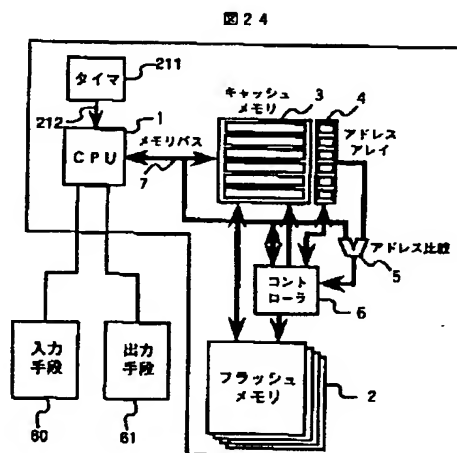 図24
211
タイマ
212
1
CPU
メモリバス
7
キャッシュ
メモリ
3
4
アドレス
アレイ
アドレス比較
5
コント
ローラ
6
入力
手段
60
出力
手段
61
フラッシュ
メモリ
2